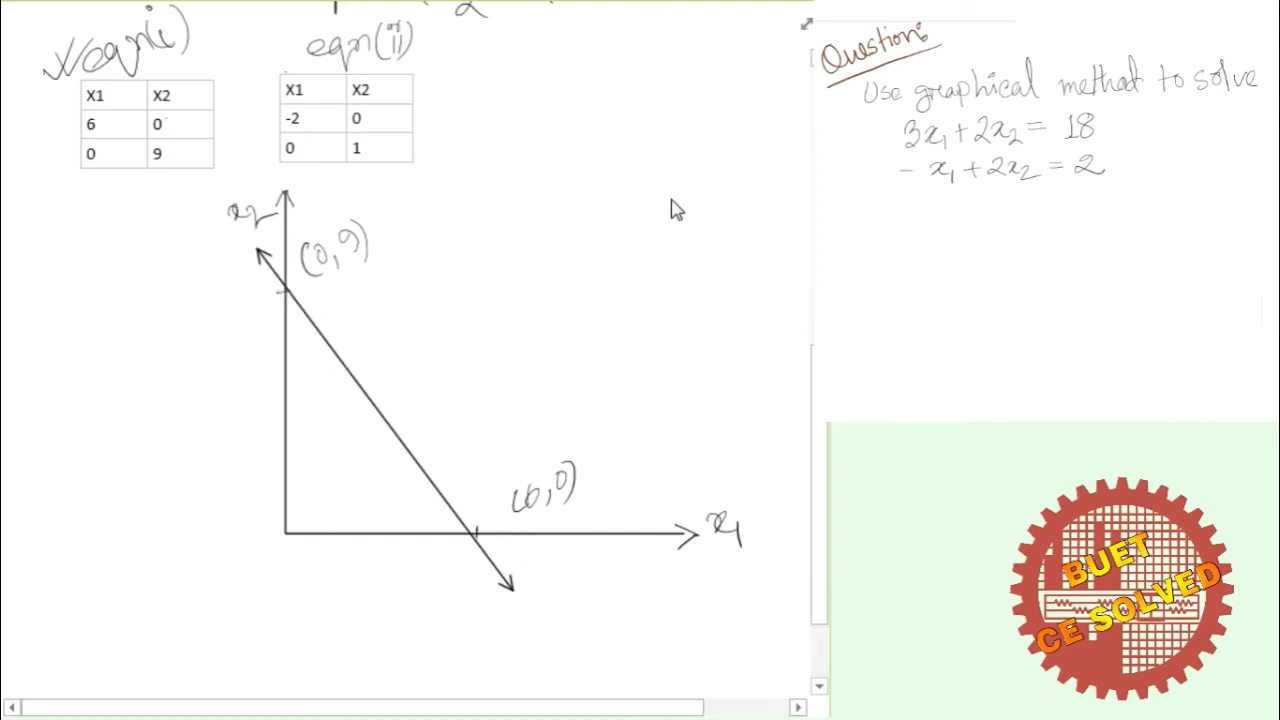 eqn(i)
eqn(ii)
X1 X2
6 0
0 9
X1 X2
-2 0
0 1
x2
(0,9)
(6,0)
x1
Question:
Use graphical method to solve
3x1 + 2x2 = 18
- x1 + 2x2 = 2
BUET
CE SOLVED